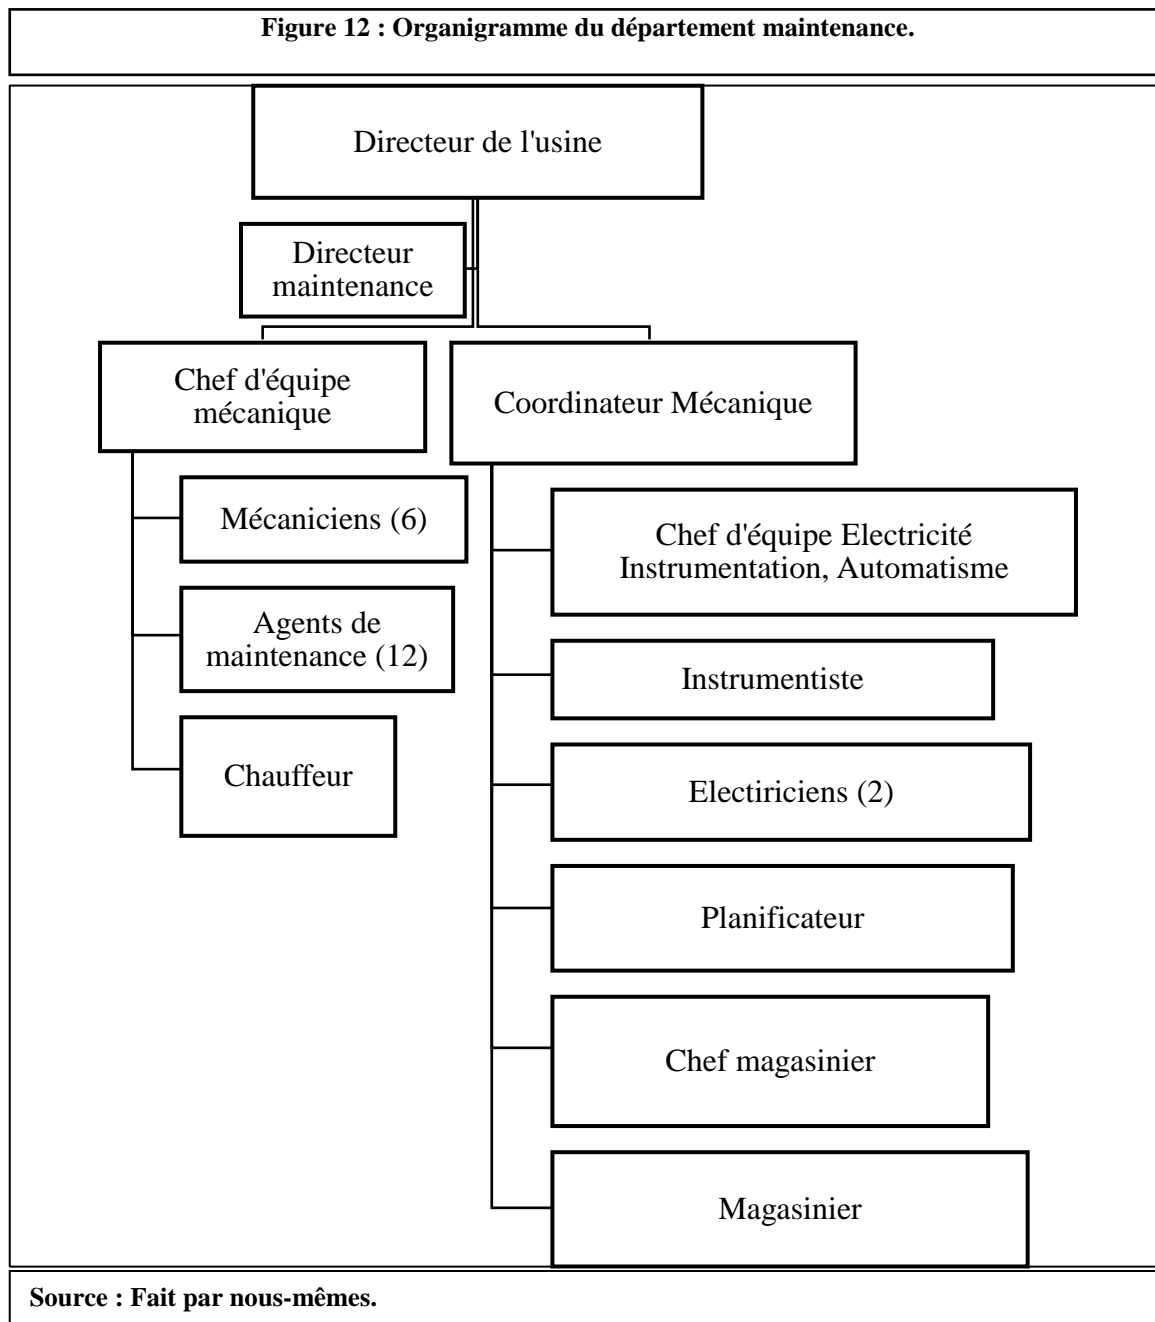 Figure 12 : Organigramme du département maintenance.
Directeur de l'usine
Directeur
maintenance
Chef d'équipe
mécanique
Coordinateur Mécanique
Mécaniciens (6)
Agents de
maintenance (12)
Chauffeur
Chef d'équipe Electricité
Instrumentation, Automatisme
Instrumentiste
Electiriciens (2)
Planificateur
Chef magasinier
Magasinier
Source : Fait par nous-mêmes.